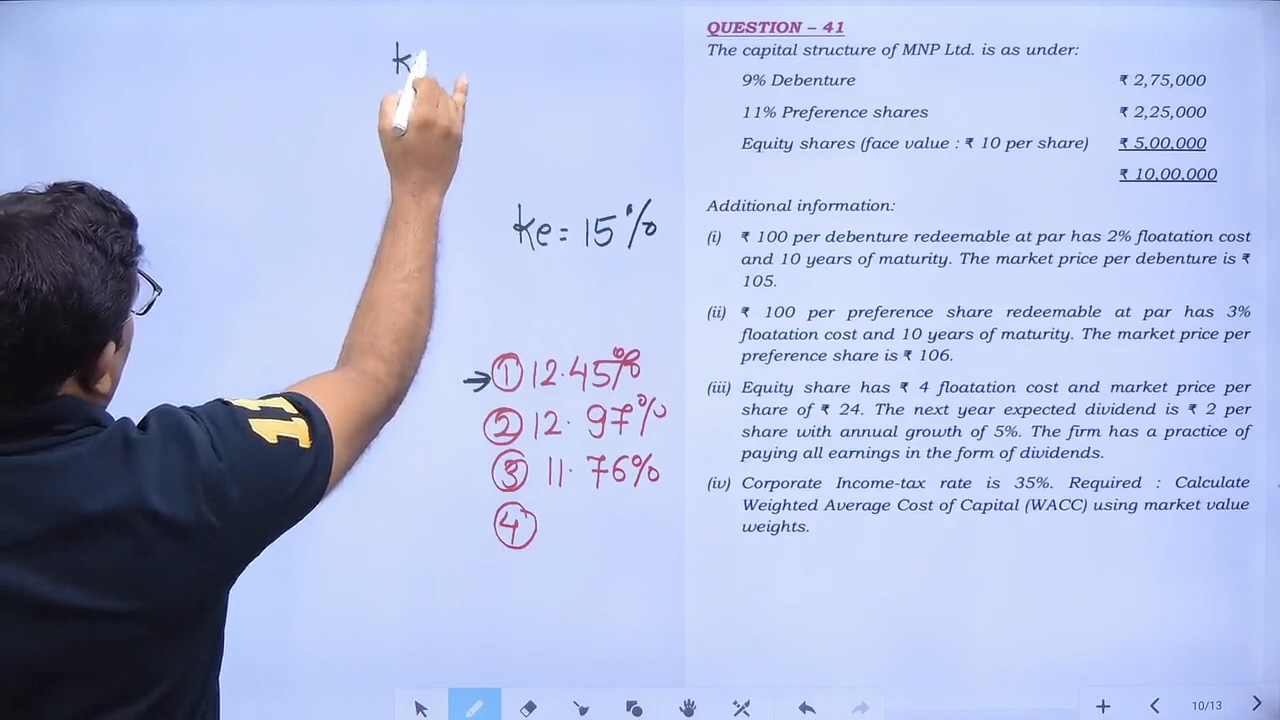 k
ke = 15%
① 12.45%
② 12.97%
③ 11.76%
④
11
QUESTION – 41
The capital structure of MNP Ltd. is as under:
9% Debenture ₹ 2,75,000
11% Preference shares ₹ 2,25,000
Equity shares (face value : ₹ 10 per share) ₹ 5,00,000
₹ 10,00,000
Additional information:
(i) ₹ 100 per debenture redeemable at par has 2% floatation cost
and 10 years of maturity. The market price per debenture is ₹
105.
(ii) ₹ 100 per preference share redeemable at par has 3%
floatation cost and 10 years of maturity. The market price per
preference share is ₹ 106.
(iii) Equity share has ₹ 4 floatation cost and market price per
share of ₹ 24. The next year expected dividend is ₹ 2 per
share with annual growth of 5%. The firm has a practice of
paying all earnings in the form of dividends.
(iv) Corporate Income-tax rate is 35%. Required : Calculate
Weighted Average Cost of Capital (WACC) using market value
weights.
10/13